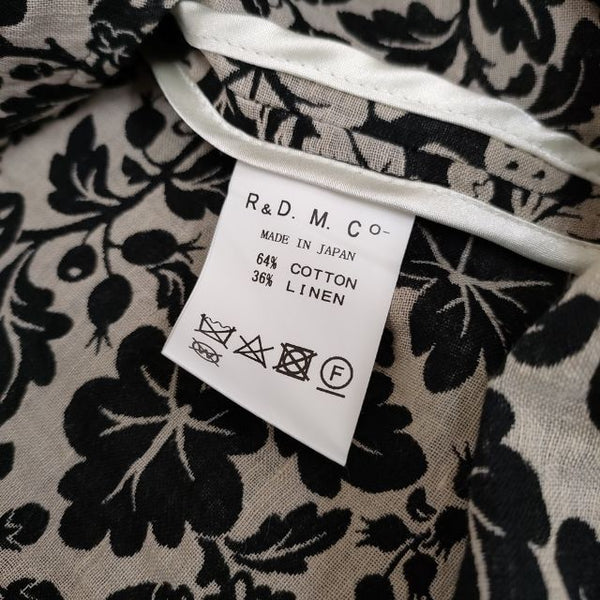 R&D. M. Co-
MADE IN JAPAN
64% COTTON
36% LINEN
F